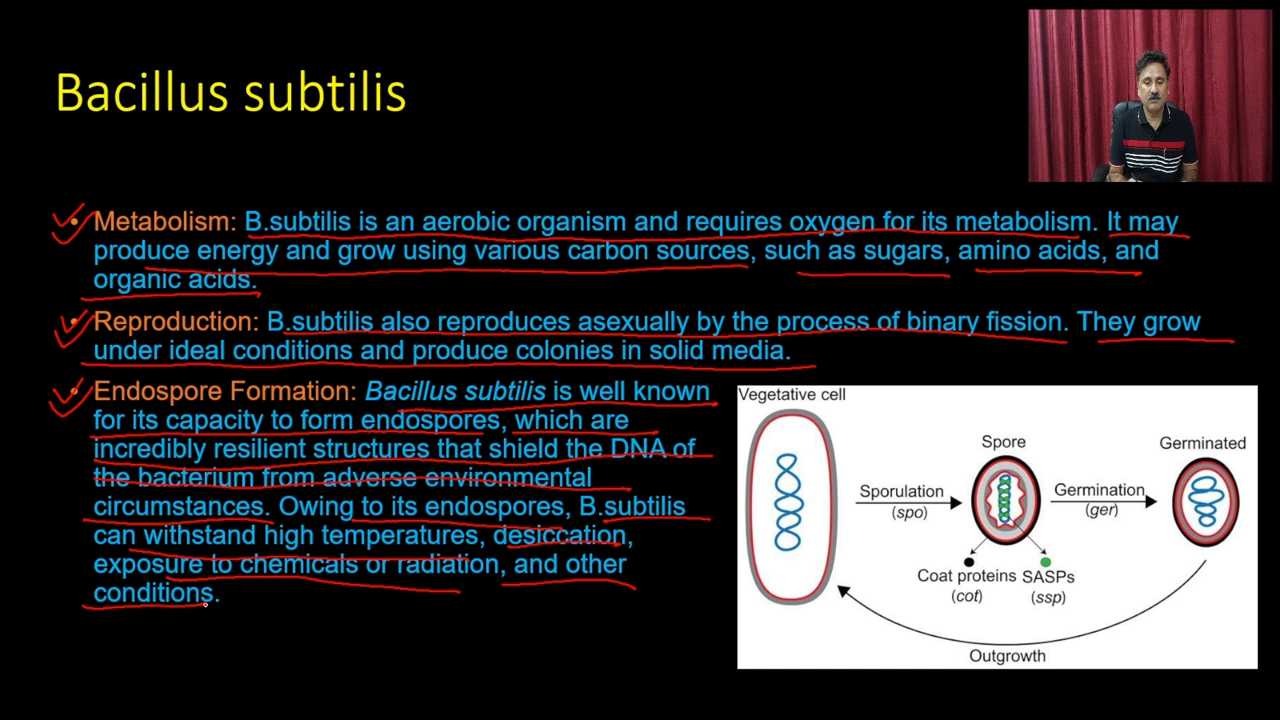 Bacillus subtilis
• Metabolism: B.subtilis is an aerobic organism and requires oxygen for its metabolism. It may
produce energy and grow using various carbon sources, such as sugars, amino acids, and
organic acids.
• Reproduction: B.subtilis also reproduces asexually by the process of binary fission. They grow
under ideal conditions and produce colonies in solid media.
• Endospore Formation: Bacillus subtilis is well known
for its capacity to form endospores, which are
incredibly resilient structures that shield the DNA of
the bacterium from adverse environmental
circumstances. Owing to its endospores, B.subtilis
can withstand high temperatures, desiccation,
exposure to chemicals or radiation, and other
conditions.
Vegetative cell
Sporulation
(spo)
Spore
Germination
(ger)
Germinated
Coat proteins
(cot)
SASPs
(ssp)
Outgrowth